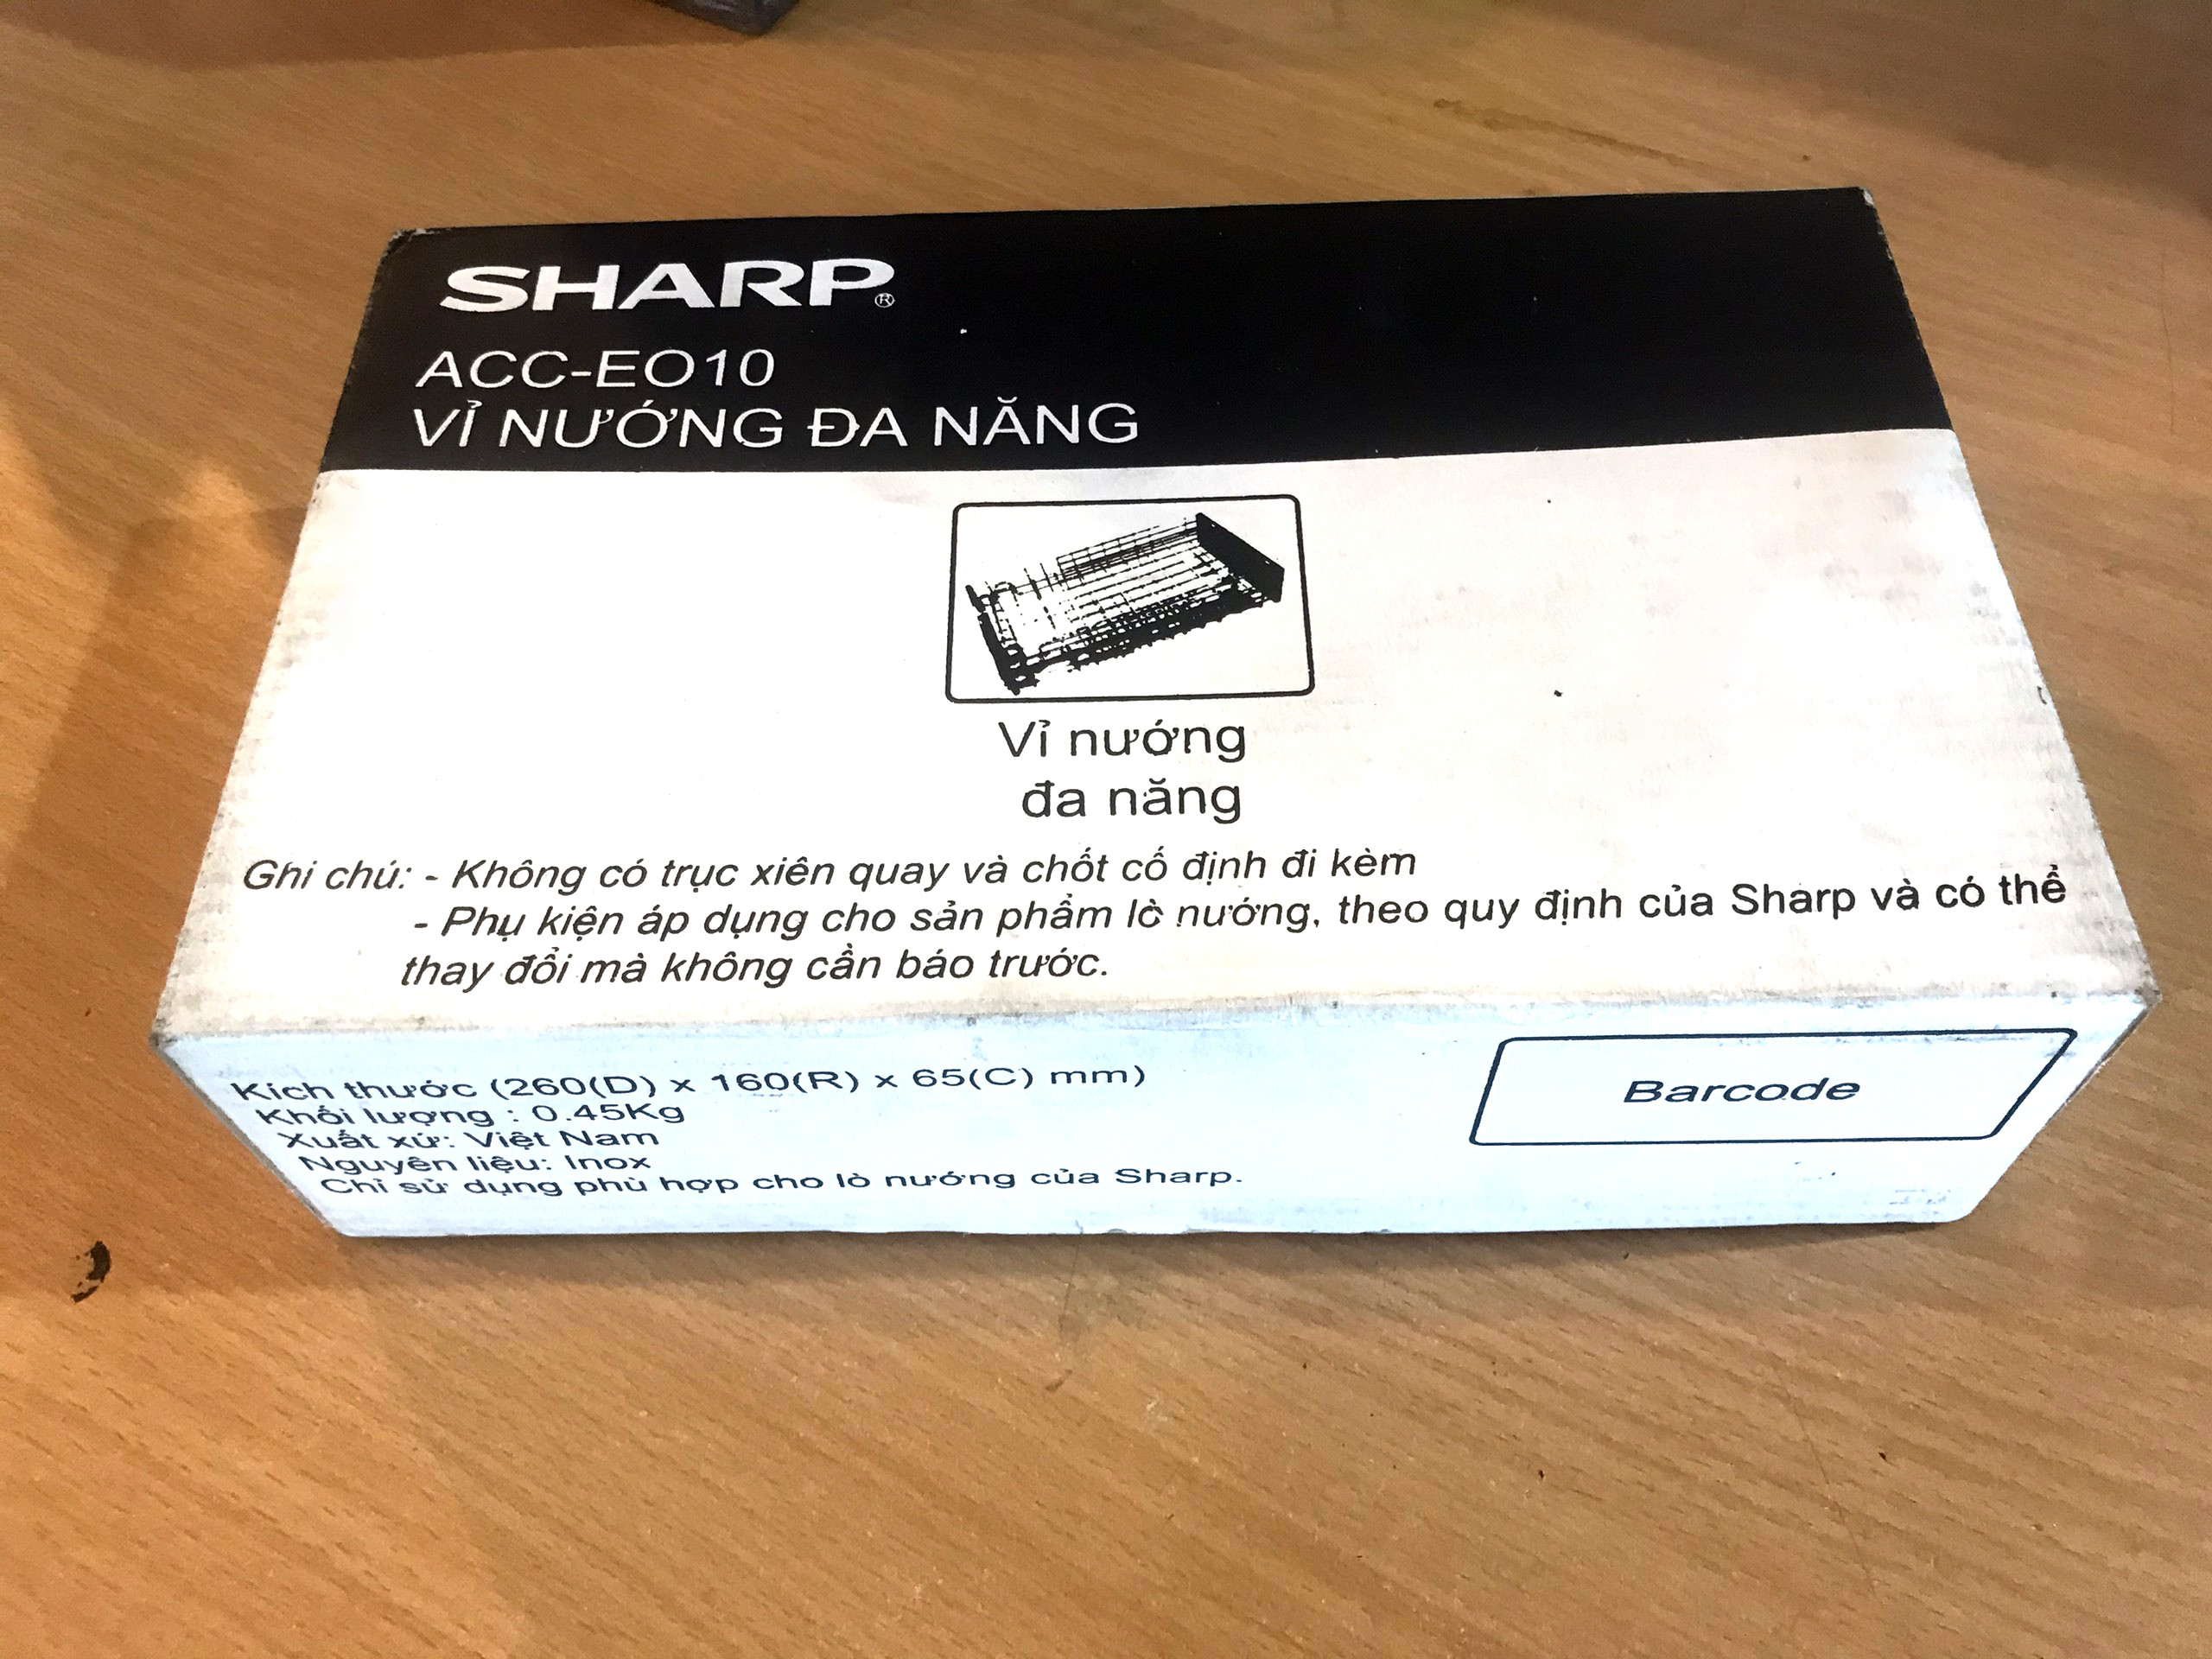 SHARP®
ACC-EO10
VỈ NƯỚNG ĐA NĂNG
Vỉ nướng
đa năng
Ghi chú: - Không có trục xiên quay và chốt cố định đi kèm
- Phụ kiện áp dụng cho sản phẩm lò nướng, theo quy định của Sharp và có thể
thay đổi mà không cần báo trước.
Kích thước (260(D) x 160(R) x 65(C) mm)
Khối lượng : 0.45Kg
Xuất xứ: Việt Nam
Nguyên liệu: Inox
Chỉ sử dụng phù hợp cho lò nướng của Sharp.
Barcode